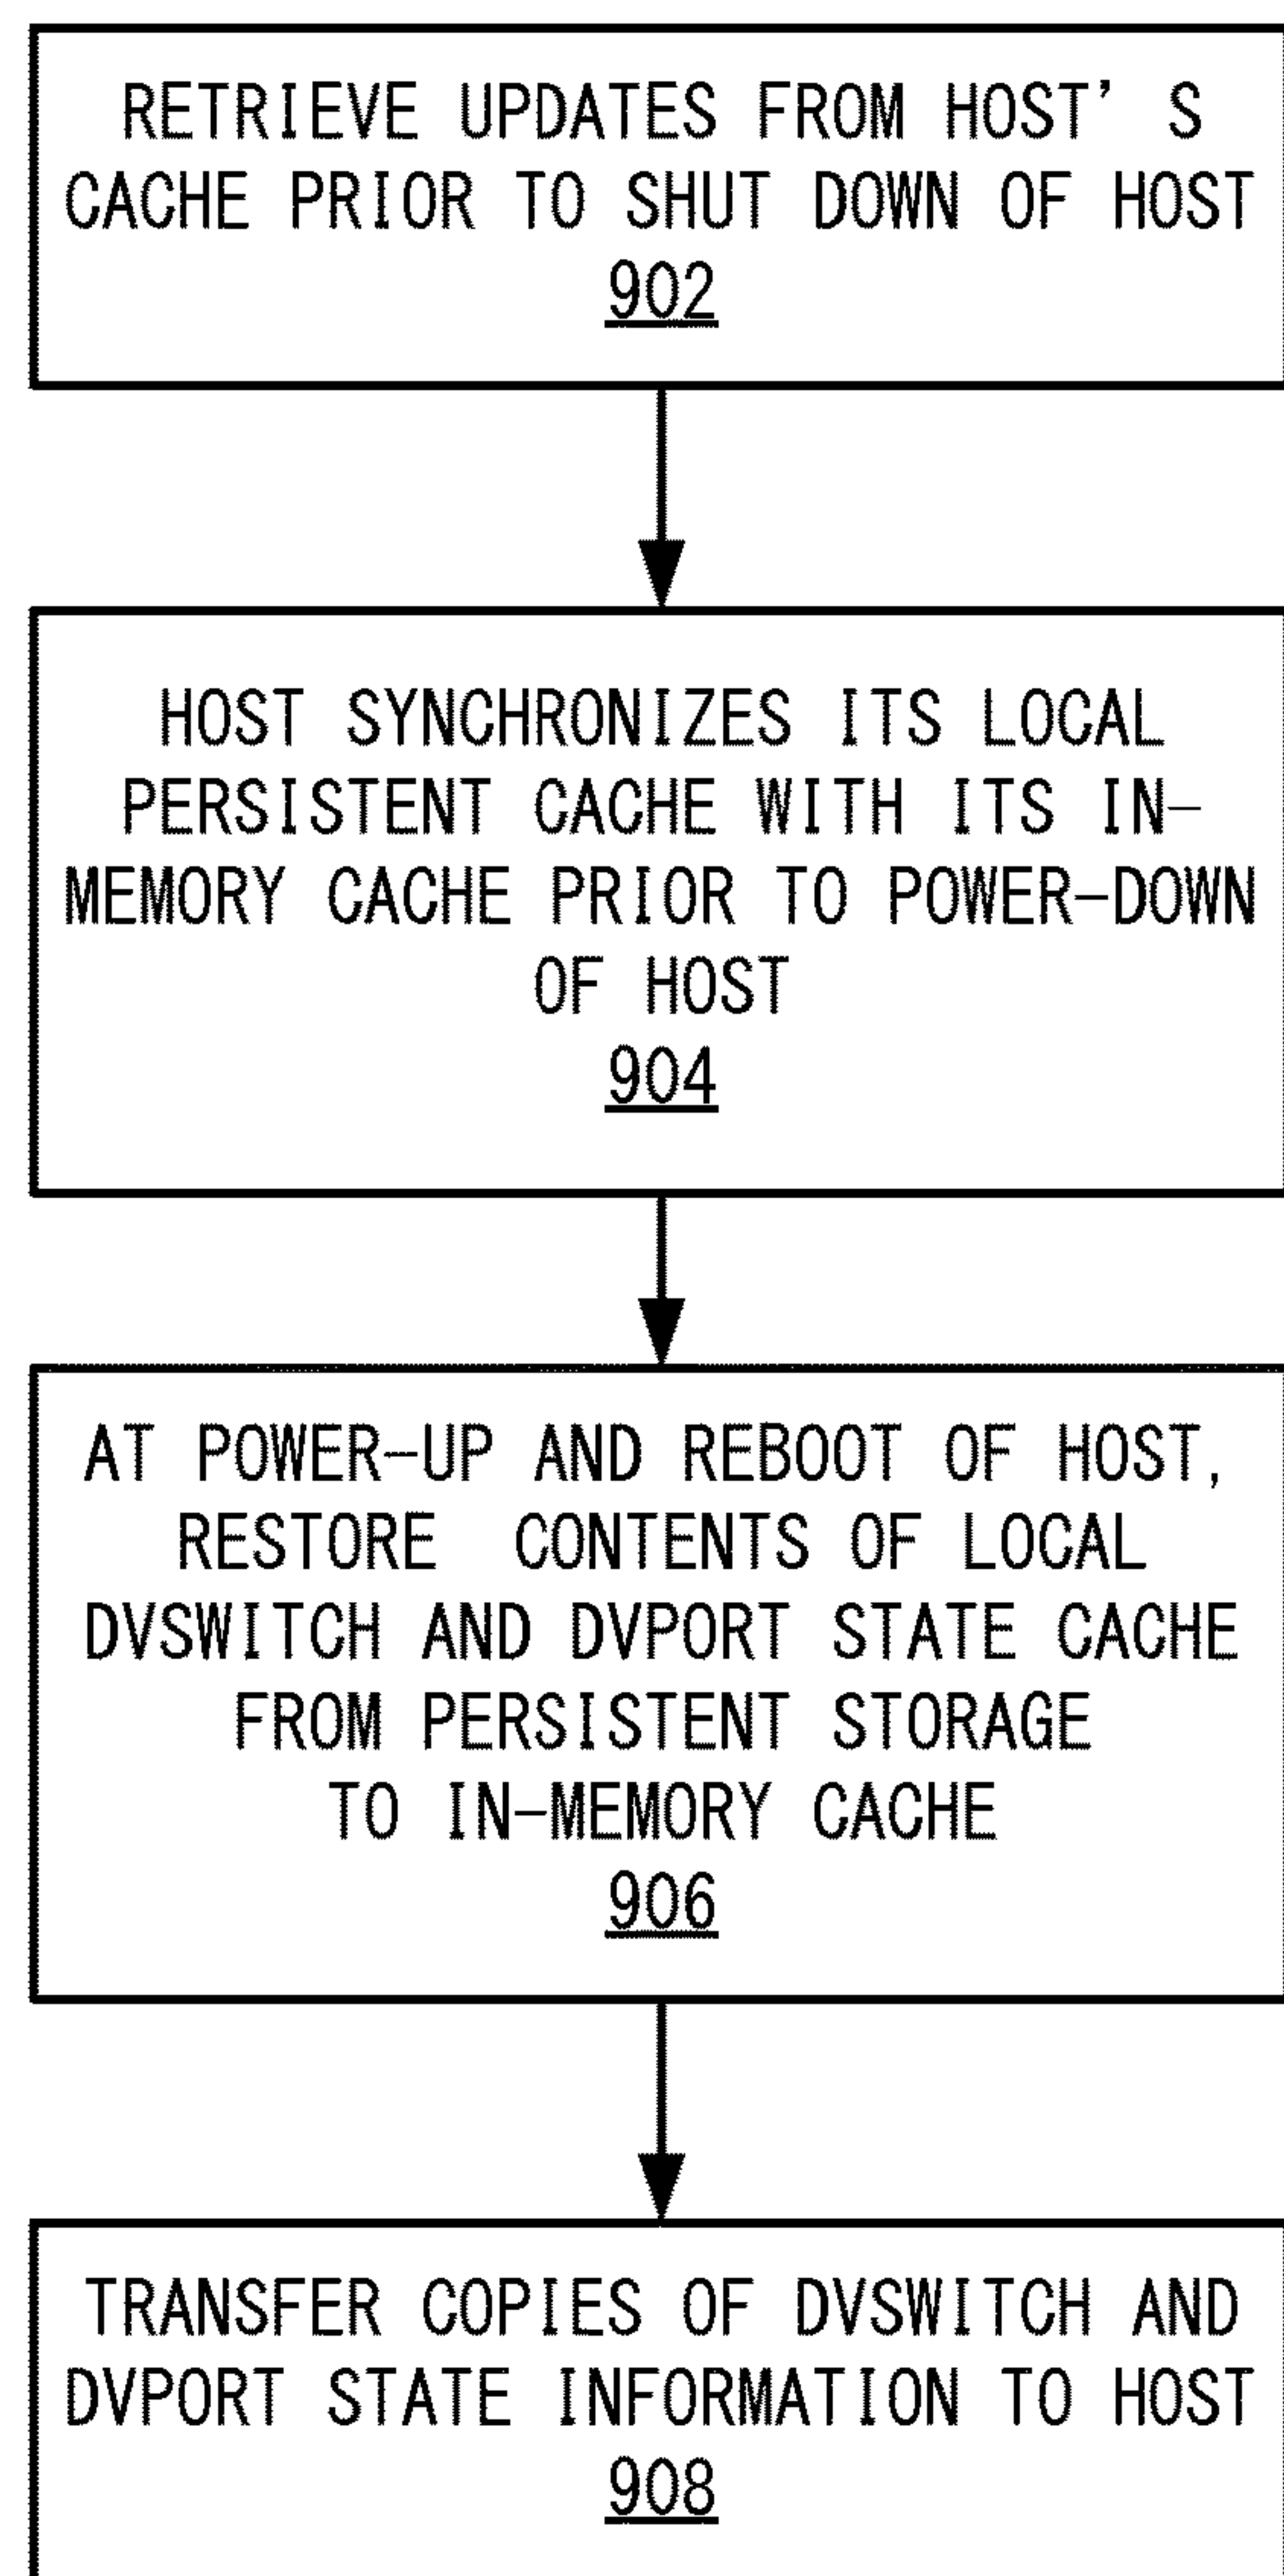 RETRIEVE UPDATES FROM HOST'S
CACHE PRIOR TO SHUT DOWN OF HOST
902
HOST SYNCHRONIZES ITS LOCAL
PERSISTENT CACHE WITH ITS IN-
MEMORY CACHE PRIOR TO POWER-DOWN
OF HOST
904
AT POWER-UP AND REBOOT OF HOST,
RESTORE CONTENTS OF LOCAL
DVSWITCH AND DVPORT STATE CACHE
FROM PERSISTENT STORAGE
TO IN-MEMORY CACHE
906
TRANSFER COPIES OF DVSWITCH AND
DVPORT STATE INFORMATION TO HOST
908